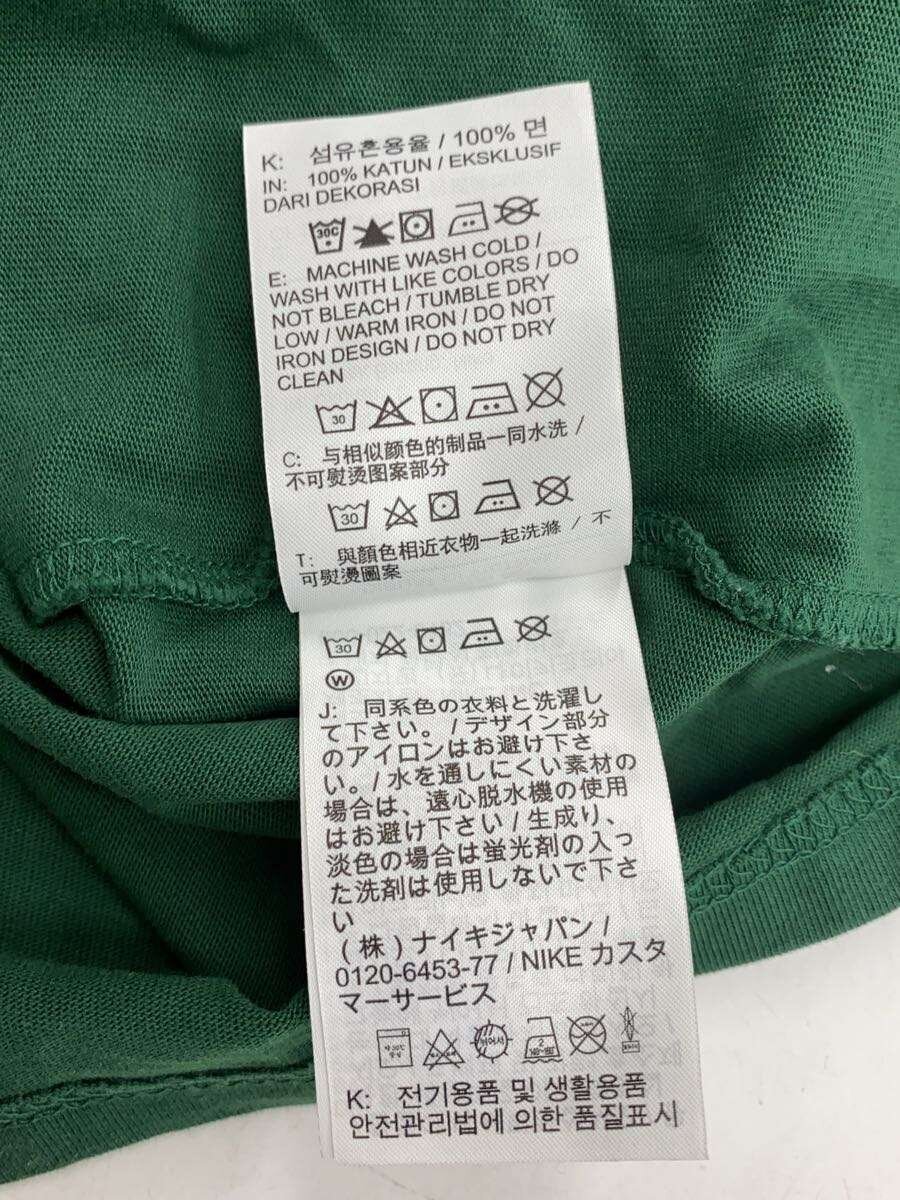 K: 섬유혼용율 / 100% 면
IN: 100% KATUN / EKSKLUSIF
DARI DEKORASI
30C
E: MACHINE WASH COLD /
WASH WITH LIKE COLORS / DO
NOT BLEACH / TUMBLE DRY
LOW / WARM IRON / DO NOT
IRON DESIGN / DO NOT DRY
CLEAN
30
C: 与相似颜色的制品一同水洗 /
不可熨烫图案部分
30
T: 與顏色相近衣物一起洗滌 / 不
可熨燙圖案
30
W
J: 同系色の衣料と洗濯し
て下さい。/ デザイン部分
のアイロンはお避け下さ
い。/ 水を通しにくい素材の
場合は、遠心脱水機の使用
はお避け下さい / 生成り、
淡色の場合は蛍光剤の入っ
た洗剤は使用しないで下さ
い
(株) ナイキジャパン /
0120-6453-77 / NIKE カスタ
マーサービス
K: 전기용품 및 생활용품
안전관리법에 의한 품질표시